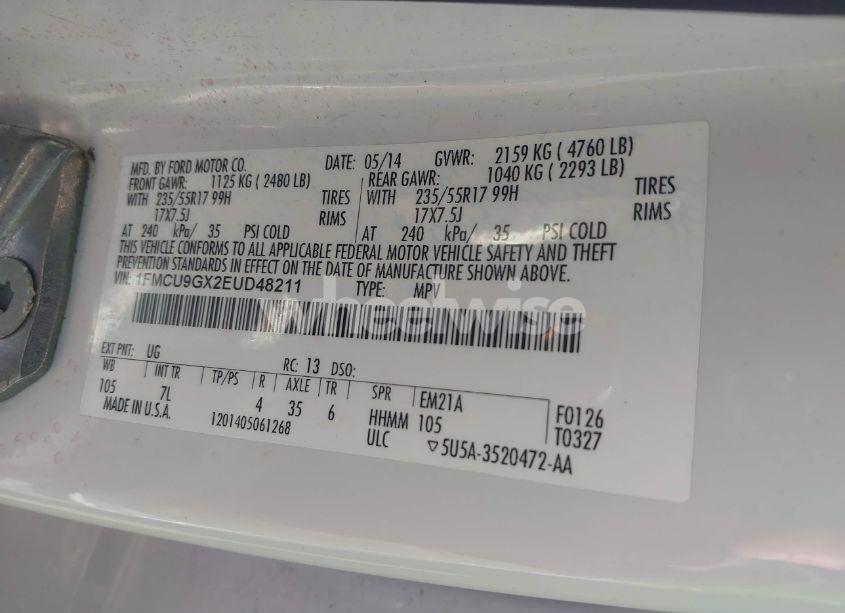 MFD. BY FORD MOTOR CO. DATE: 05/14 GVWR: 2159 KG ( 4760 LB)
FRONT GAWR: 1125 KG ( 2480 LB) REAR GAWR: 1040 KG ( 2293 LB)
WITH 235/55R17 99H TIRES WITH 235/55R17 99H TIRES
17X7.5J RIMS 17X7.5J RIMS
AT 240 kPa/ 35 PSI COLD AT 240 kPa/ 35 PSI COLD
THIS VEHICLE CONFORMS TO ALL APPLICABLE FEDERAL MOTOR VEHICLE SAFETY AND THEFT
PREVENTION STANDARDS IN EFFECT ON THE DATE OF MANUFACTURE SHOWN ABOVE.
VIN: 1FMCU9GX2EUD48211 TYPE: MPV
wheelwise
EXT PNT: UG RC: 13 DSO:
WB INT TR TP/PS R AXLE TR SPR EM21A F0126
105 7L 4 35 6 HHMM 105 T0327
MADE IN U.S.A. 1201405061268 ULC ▽5U5A-3520472-AA